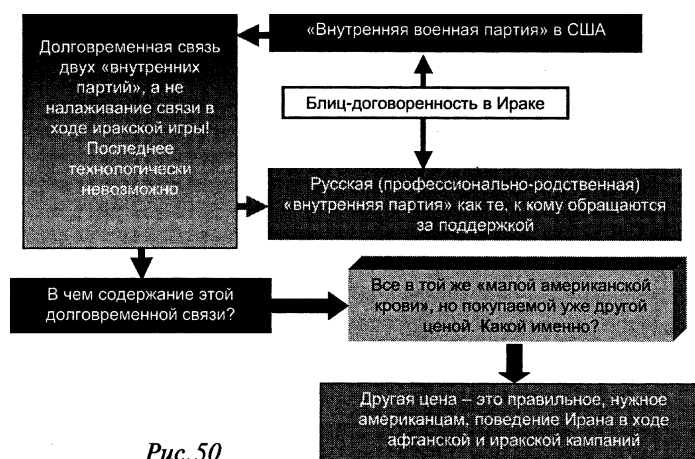 Долговременная связь
двух «внутренних
партий», а не
налаживание связи в
ходе иракской игры!
Последнее
технологически
невозможно
«Внутренняя военная партия» в США
Блиц-договоренность в Ираке
Русская (профессионально-родственная)
«внутренняя партия» как те, к кому обращаются
за поддержкой
В чем содержание этой
долговременной связи?
Все в той же «малой американской
крови», но покупаемой уже другой
ценой. Какой именно?
Другая цена – это правильное, нужное
американцам, поведение Ирана в ходе
афганской и иракской кампаний
Рис. 50